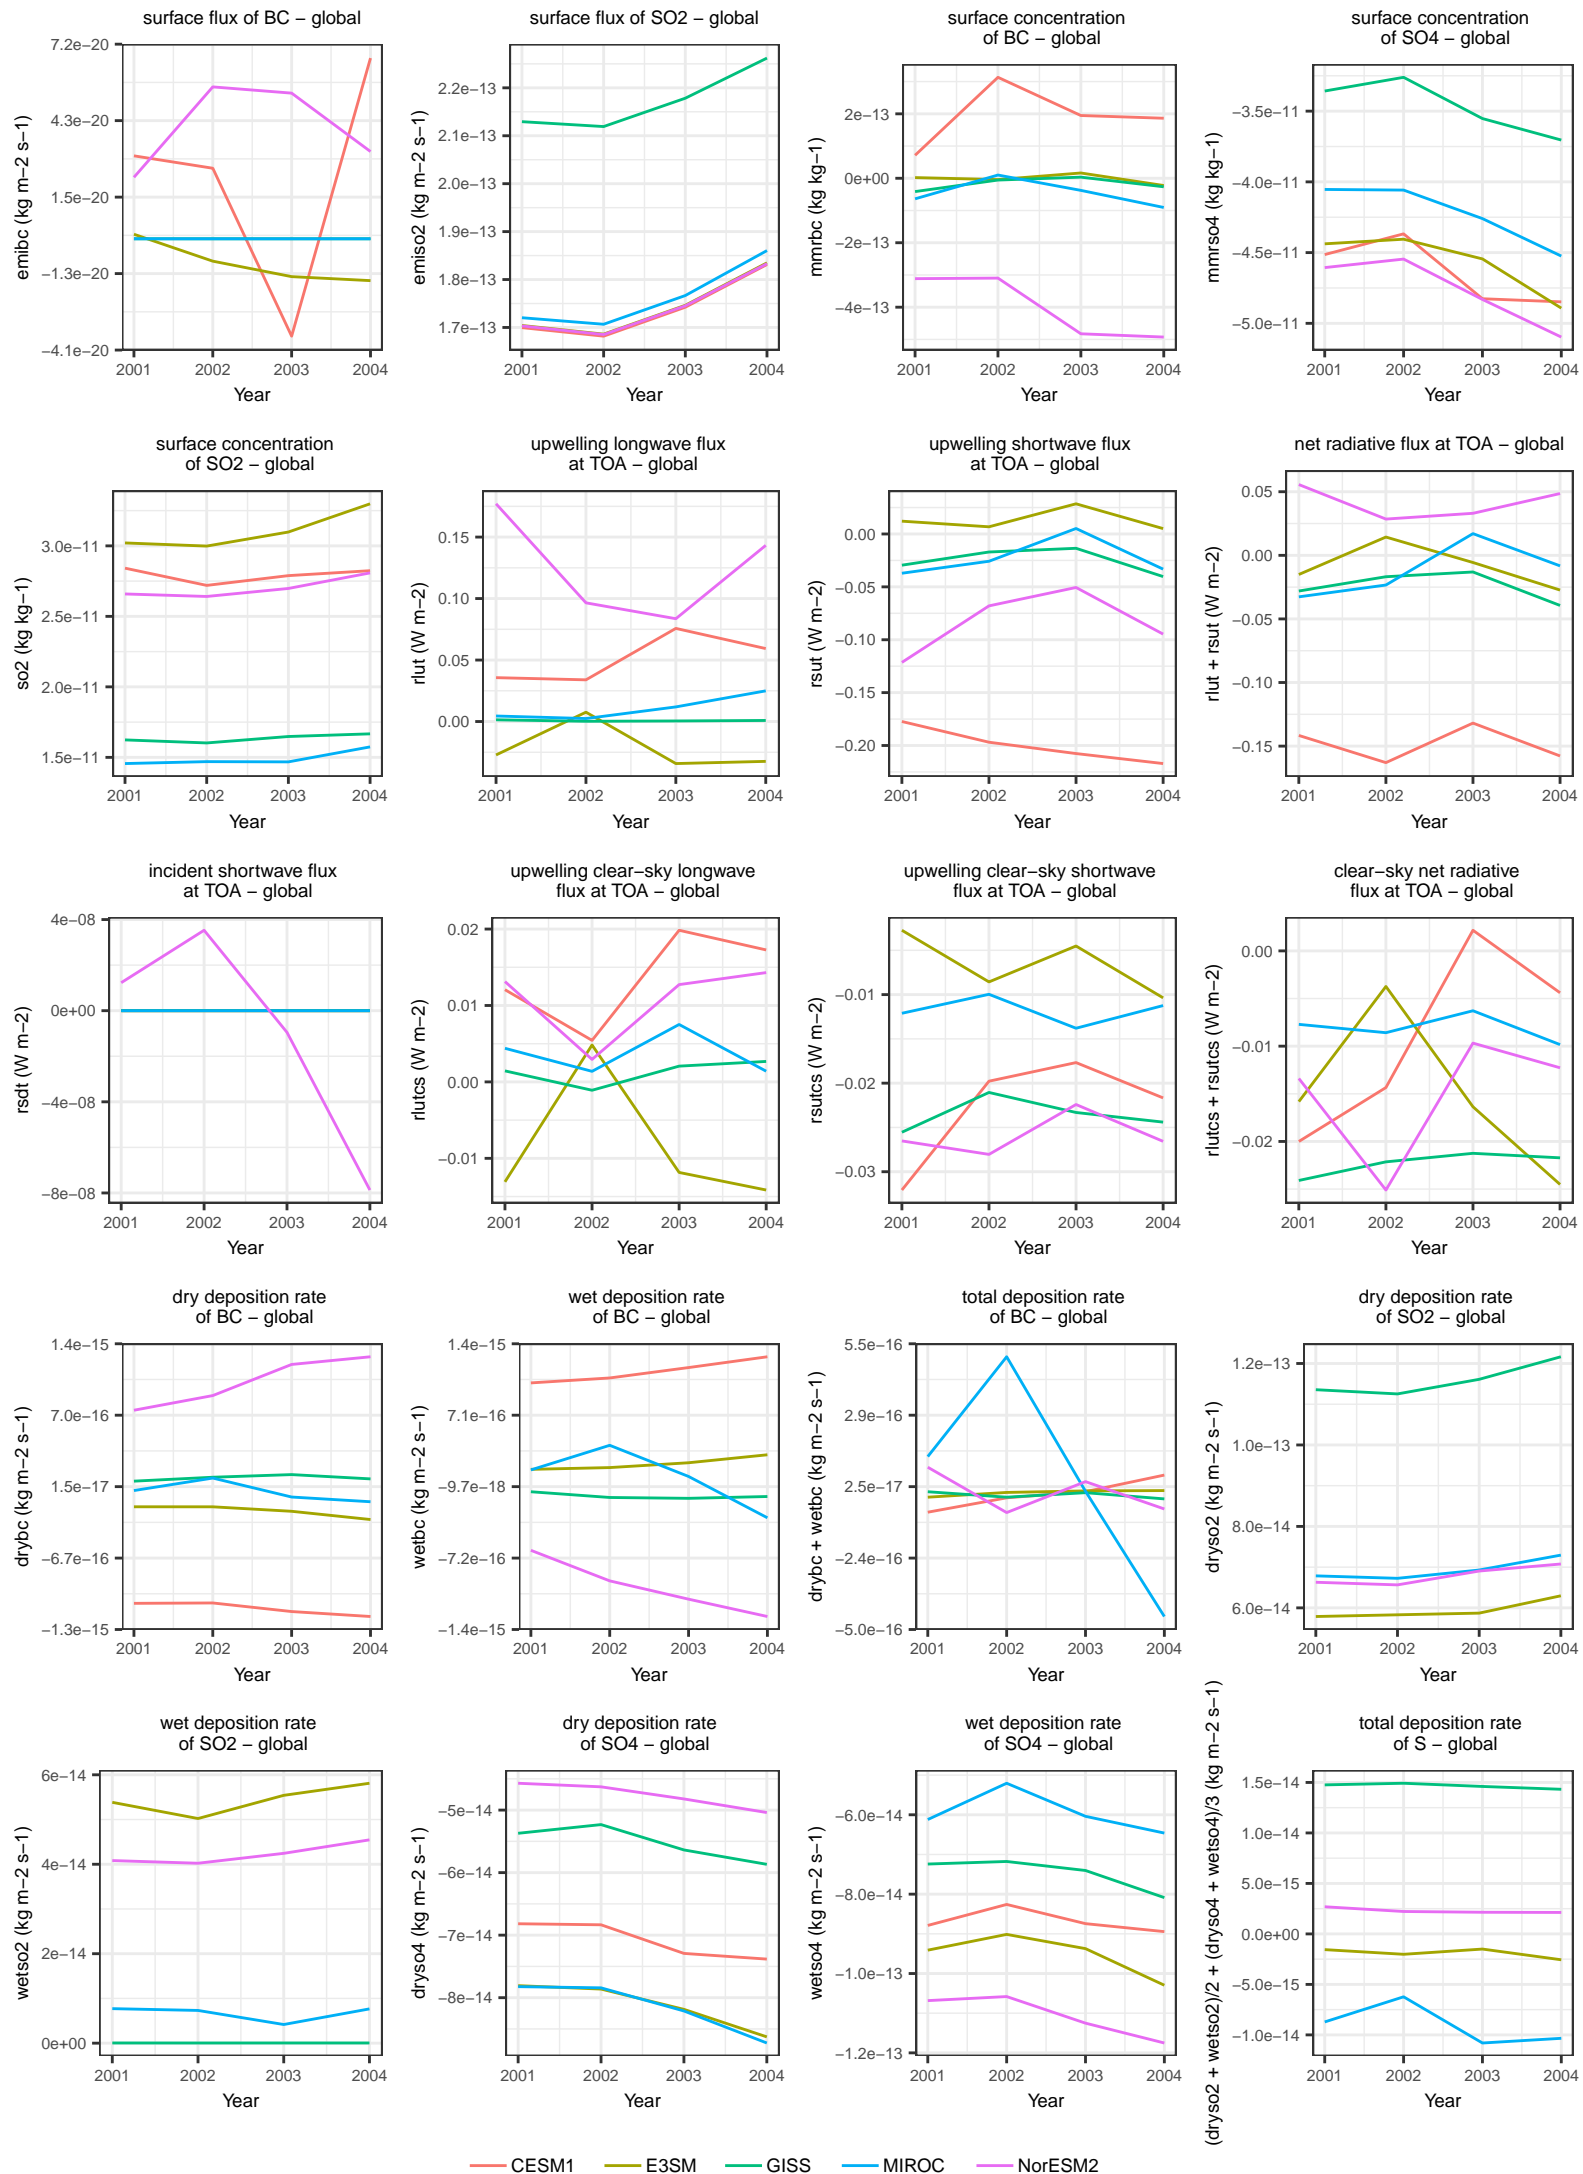 surface flux of BC − global
7.2e−20
4.3e−20
1.5e−20
−1.3e−20
−4.1e−20
emibc (kg m−2 s−1)
2001 2002 2003 2004
Year
surface flux of SO2 − global
2.2e−13
2.1e−13
2.0e−13
1.9e−13
1.8e−13
1.7e−13
emiso2 (kg m−2 s−1)
2001 2002 2003 2004
Year
surface concentration
of BC − global
2e−13
0e+00
−2e−13
−4e−13
mmrbc (kg kg−1)
2001 2002 2003 2004
Year
surface concentration
of SO4 − global
−3.5e−11
−4.0e−11
−4.5e−11
−5.0e−11
mmrso4 (kg kg−1)
2001 2002 2003 2004
Year
surface concentration
of SO2 − global
3.0e−11
2.5e−11
2.0e−11
1.5e−11
so2 (kg kg−1)
2001 2002 2003 2004
Year
upwelling longwave flux
at TOA − global
0.15
0.10
0.05
0.00
rlut (W m−2)
2001 2002 2003 2004
Year
upwelling shortwave flux
at TOA − global
0.00
−0.05
−0.10
−0.15
−0.20
rsut (W m−2)
2001 2002 2003 2004
Year
net radiative flux at TOA − global
0.05
0.00
−0.05
−0.10
−0.15
rlut + rsut (W m−2)
2001 2002 2003 2004
Year
incident shortwave flux
at TOA − global
4e−08
0e+00
−4e−08
−8e−08
rsdt (W m−2)
2001 2002 2003 2004
Year
upwelling clear−sky longwave
flux at TOA − global
0.02
0.01
0.00
−0.01
rlutcs (W m−2)
2001 2002 2003 2004
Year
upwelling clear−sky shortwave
flux at TOA − global
−0.01
−0.02
−0.03
rsutcs (W m−2)
2001 2002 2003 2004
Year
clear−sky net radiative
flux at TOA − global
0.00
−0.01
−0.02
rlutcs + rsutcs (W m−2)
2001 2002 2003 2004
Year
dry deposition rate
of BC − global
1.4e−15
7.0e−16
1.5e−17
−6.7e−16
−1.3e−15
drybc (kg m−2 s−1)
2001 2002 2003 2004
Year
wet deposition rate
of BC − global
1.4e−15
7.1e−16
−9.7e−18
−7.2e−16
−1.4e−15
wetbc (kg m−2 s−1)
2001 2002 2003 2004
Year
total deposition rate
of BC − global
5.5e−16
2.9e−16
2.5e−17
−2.4e−16
−5.0e−16
drybc + wetbc (kg m−2 s−1)
2001 2002 2003 2004
Year
dry deposition rate
of SO2 − global
1.2e−13
1.0e−13
8.0e−14
6.0e−14
dryso2 (kg m−2 s−1)
2001 2002 2003 2004
Year
wet deposition rate
of SO2 − global
6e−14
4e−14
2e−14
0e+00
wetso2 (kg m−2 s−1)
2001 2002 2003 2004
Year
dry deposition rate
of SO4 − global
−5e−14
−6e−14
−7e−14
−8e−14
dryso4 (kg m−2 s−1)
2001 2002 2003 2004
Year
wet deposition rate
of SO4 − global
−6.0e−14
−8.0e−14
−1.0e−13
−1.2e−13
wetso4 (kg m−2 s−1)
2001 2002 2003 2004
Year
total deposition rate
of S − global
1.5e−14
1.0e−14
5.0e−15
0.0e+00
−5.0e−15
−1.0e−14
(dryso2 + wetso2)/2 + (dryso4 + wetso4)/3 (kg m−2 s−1)
2001 2002 2003 2004
Year
CESM1 E3SM GISS MIROC NorESM2